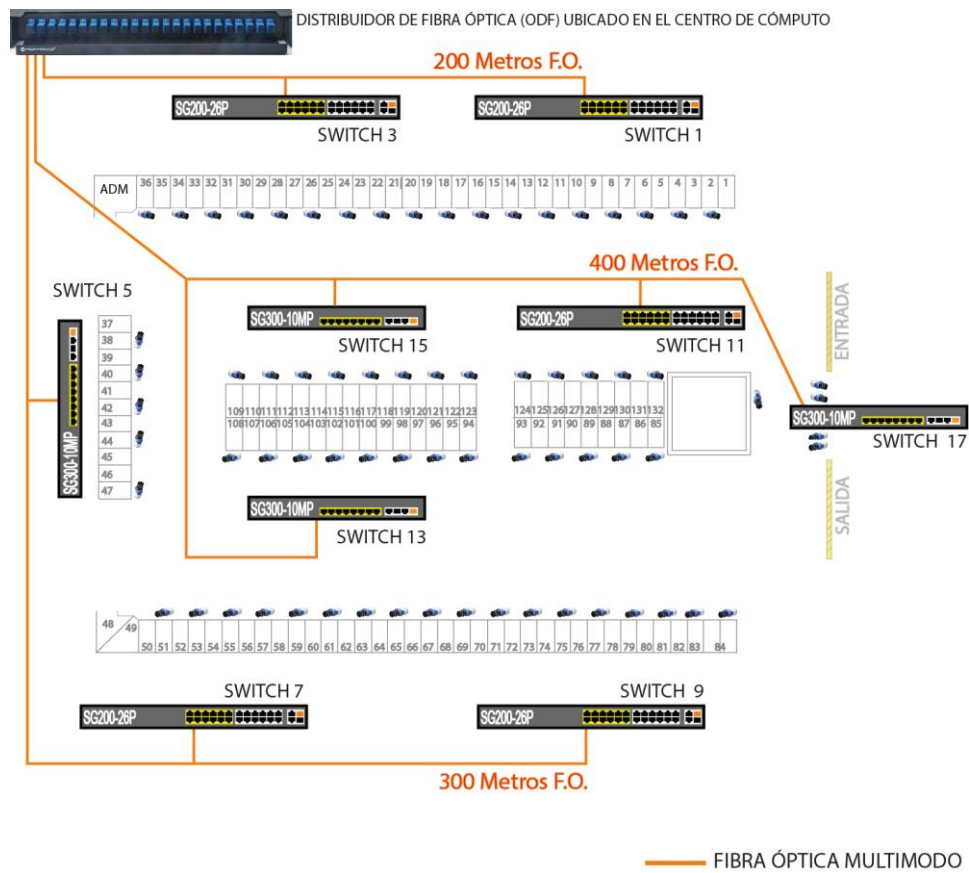 DISTRIBUIDOR DE FIBRA ÓPTICA (ODF) UBICADO EN EL CENTRO DE CÓMPUTO
200 Metros F.O.
SG200-26P
SG200-26P
SWITCH 3
SWITCH 1
ADM 36 35 34 33 32 31 30 29 28 27 26 25 24 23 22 21 20 19 18 17 16 15 14 13 12 11 10 9 8 7 6 5 4 3 2 1
400 Metros F.O.
SWITCH 5
SG300-10MP
37
38
39
40
41
42
43
44
45
46
47
SG300-10MP
SWITCH 15
SG200-26P
SWITCH 11
ENTRADA
109 110 111 112 113 114 115 116 117 118 119 120 121 122 123
108 107 106 105 104 103 102 101 100 99 98 97 96 95 94
124 125 126 127 128 129 130 131 132
93 92 91 90 89 88 87 86 85
SG300-10MP
SWITCH 17
SALIDA
SG300-10MP
SWITCH 13
48
49
50 51 52 53 54 55 56 57 58 59 60 61 62 63 64 65 66 67 68 69 70 71 72 73 74 75 76 77 78 79 80 81 82 83 84
SWITCH 7
SWITCH 9
SG200-26P
SG200-26P
300 Metros F.O.
FIBRA ÓPTICA MULTIMODO